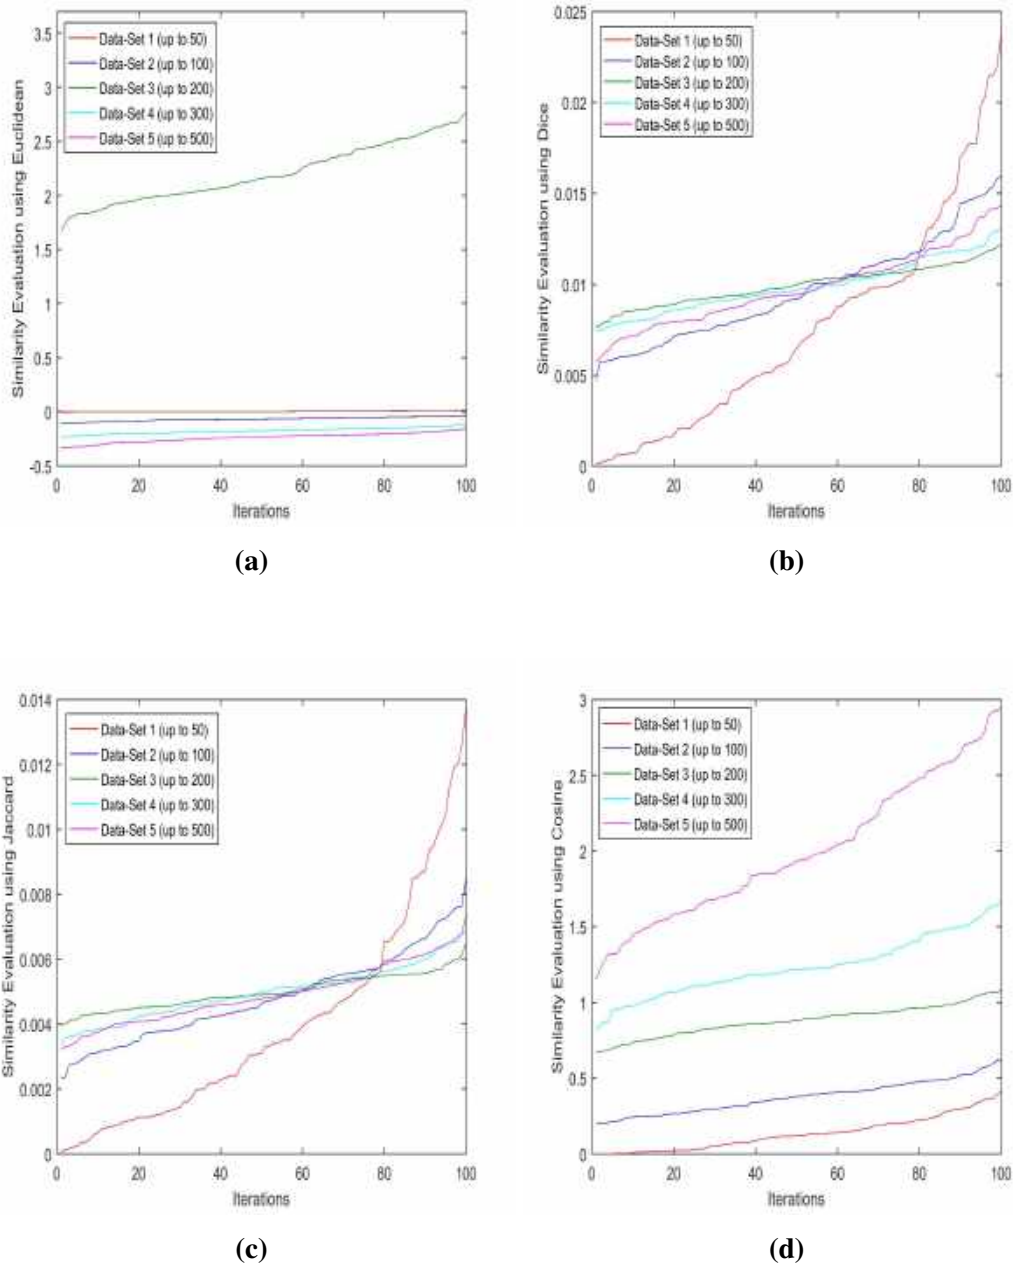 3.5
3
2.5
2
1.5
1
0.5
0
-0.5
Similarity Evaluation using Euclidean
Data-Set 1 (up to 50)
Data-Set 2 (up to 100)
Data-Set 3 (up to 200)
Data-Set 4 (up to 300)
Data-Set 5 (up to 500)
0 20 40 60 80 100
Iterations
(a)
0.025
0.02
0.015
0.01
0.005
0
Similarity Evaluation using Dice
Data-Set 1 (up to 50)
Data-Set 2 (up to 100)
Data-Set 3 (up to 200)
Data-Set 4 (up to 300)
Data-Set 5 (up to 500)
0 20 40 60 80 100
Iterations
(b)
0.014
0.012
0.01
0.008
0.006
0.004
0.002
0
Similarity Evaluation using Jaccard
Data-Set 1 (up to 50)
Data-Set 2 (up to 100)
Data-Set 3 (up to 200)
Data-Set 4 (up to 300)
Data-Set 5 (up to 500)
0 20 40 60 80 100
Iterations
(c)
3
2.5
2
1.5
1
0.5
0
Similarity Evaluation using Cosine
Data-Set 1 (up to 50)
Data-Set 2 (up to 100)
Data-Set 3 (up to 200)
Data-Set 4 (up to 300)
Data-Set 5 (up to 500)
0 20 40 60 80 100
Iterations
(d)